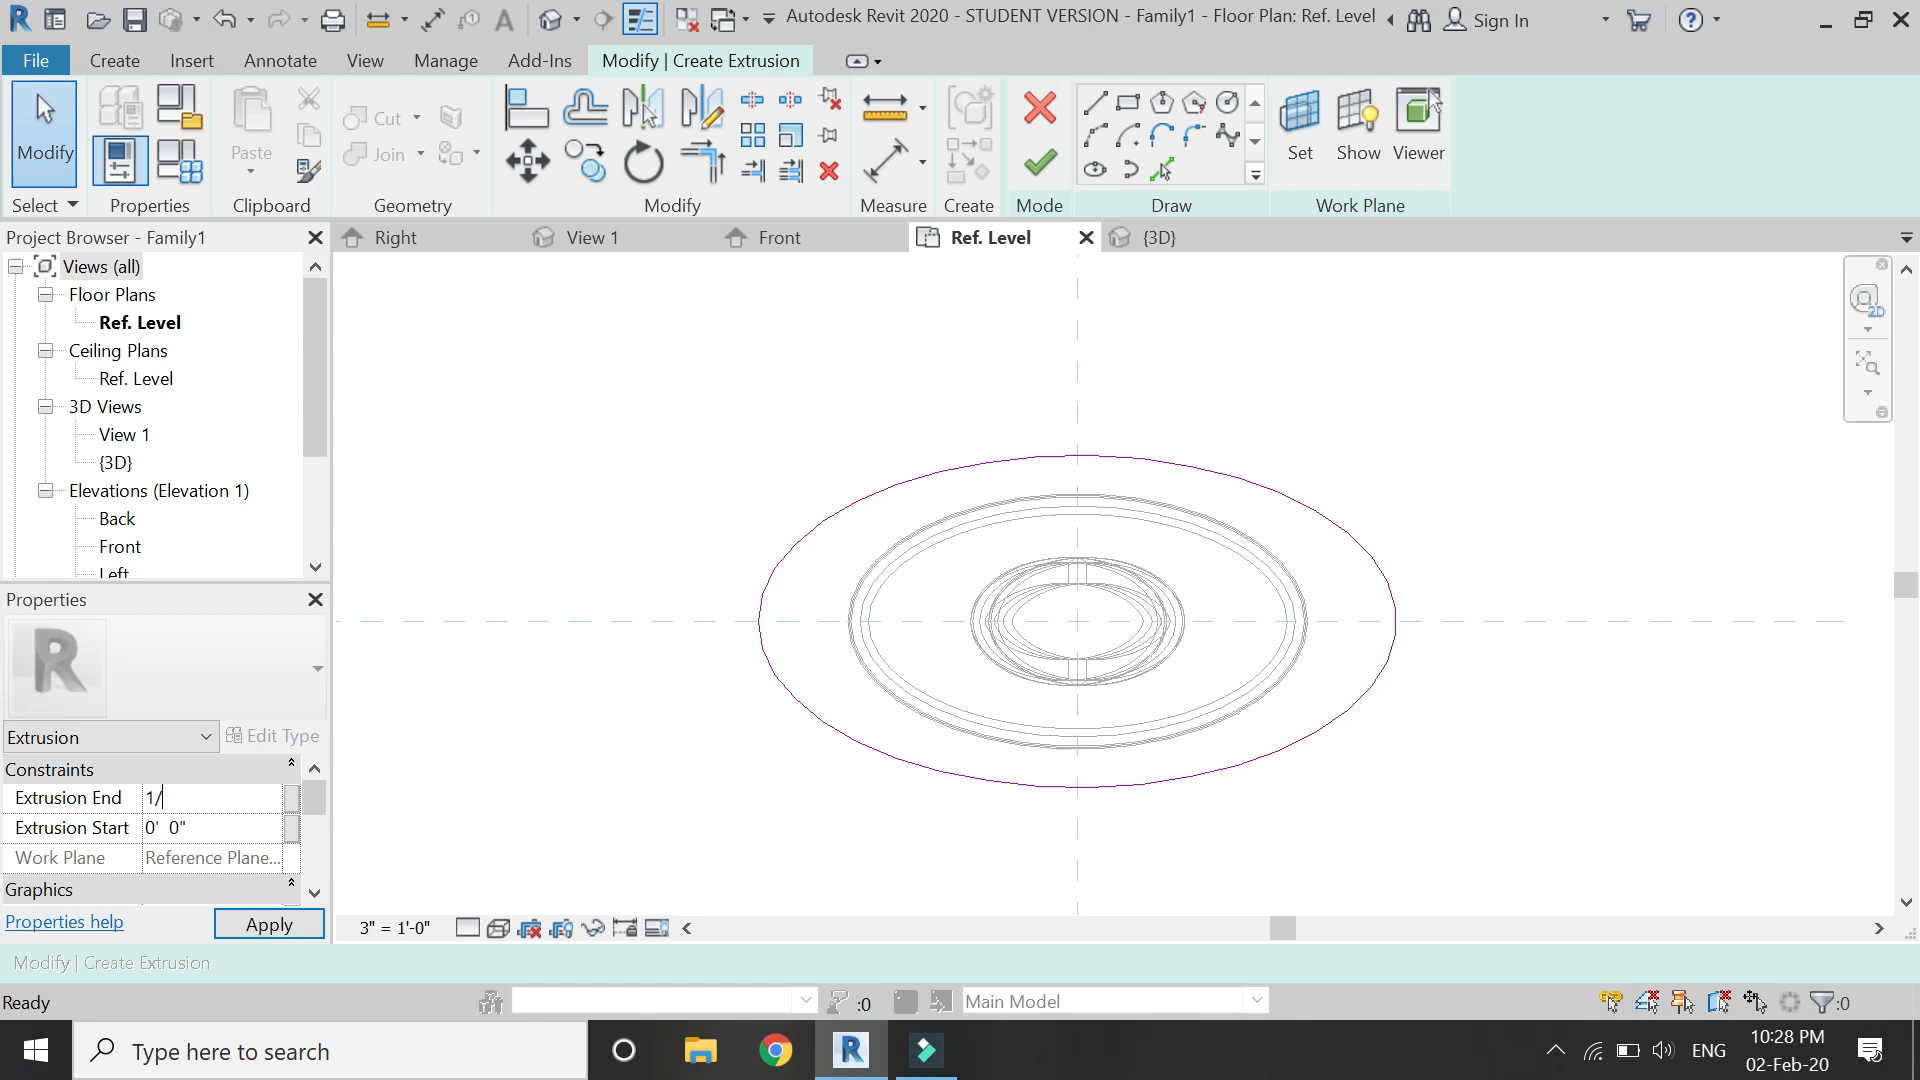 Autodesk Revit 2020 - STUDENT VERSION - Family1 - Floor Plan: Ref. Level
Sign In
File
Create
Insert
Annotate
View
Manage
Add-Ins
Modify | Create Extrusion
Modify
Paste
Cut
Join
Set
Show
Viewer
Select
Properties
Clipboard
Geometry
Modify
Measure
Create
Mode
Draw
Work Plane
Project Browser - Family1
Right
View 1
Front
Ref. Level
{3D}
Views (all)
Floor Plans
Ref. Level
Ceiling Plans
Ref. Level
3D Views
View 1
{3D}
Elevations (Elevation 1)
Back
Front
Left
2D
Properties
R
Extrusion
Edit Type
Constraints
Extrusion End 1/
Extrusion Start 0' 0"
Work Plane Reference Plane...
Graphics
Properties help
Apply
3" = 1'-0"
Modify | Create Extrusion
Ready
:0
Main Model
:0
Type here to search
ENG
10:28 PM
02-Feb-20